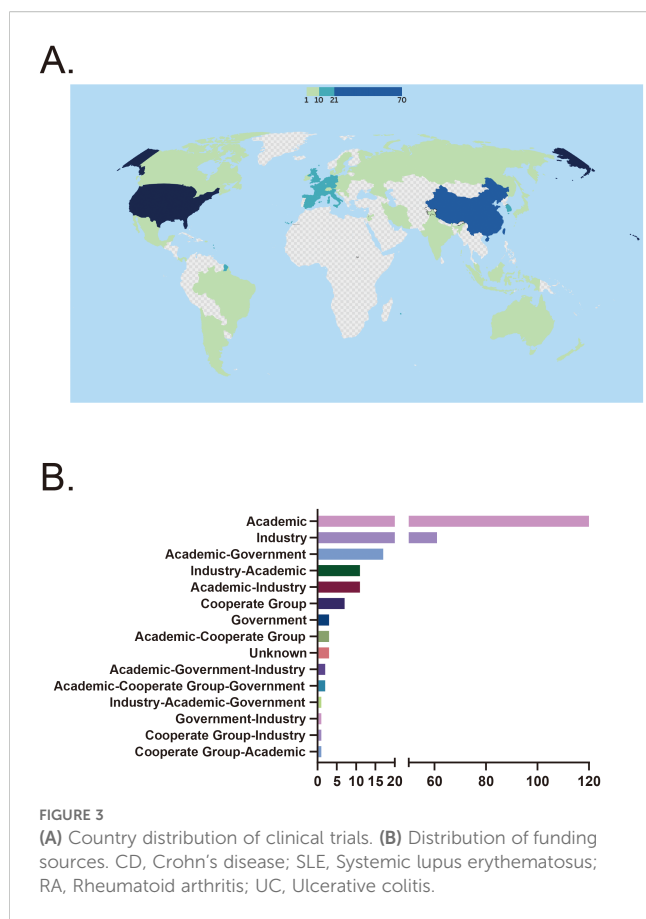 A.
1 10 21 70
B.
Academic
Industry
Academic-Government
Industry-Academic
Academic-Industry
Cooperate Group
Government
Academic-Cooperate Group
Unknown
Academic-Government-Industry
Academic-Cooperate Group-Government
Industry-Academic-Government
Government-Industry
Cooperate Group-Industry
Cooperate Group-Academic
0 5 10 15 20 60 80 100 120
FIGURE 3
(A) Country distribution of clinical trials. (B) Distribution of funding
sources. CD, Crohn’s disease; SLE, Systemic lupus erythematosus;
RA, Rheumatoid arthritis; UC, Ulcerative colitis.